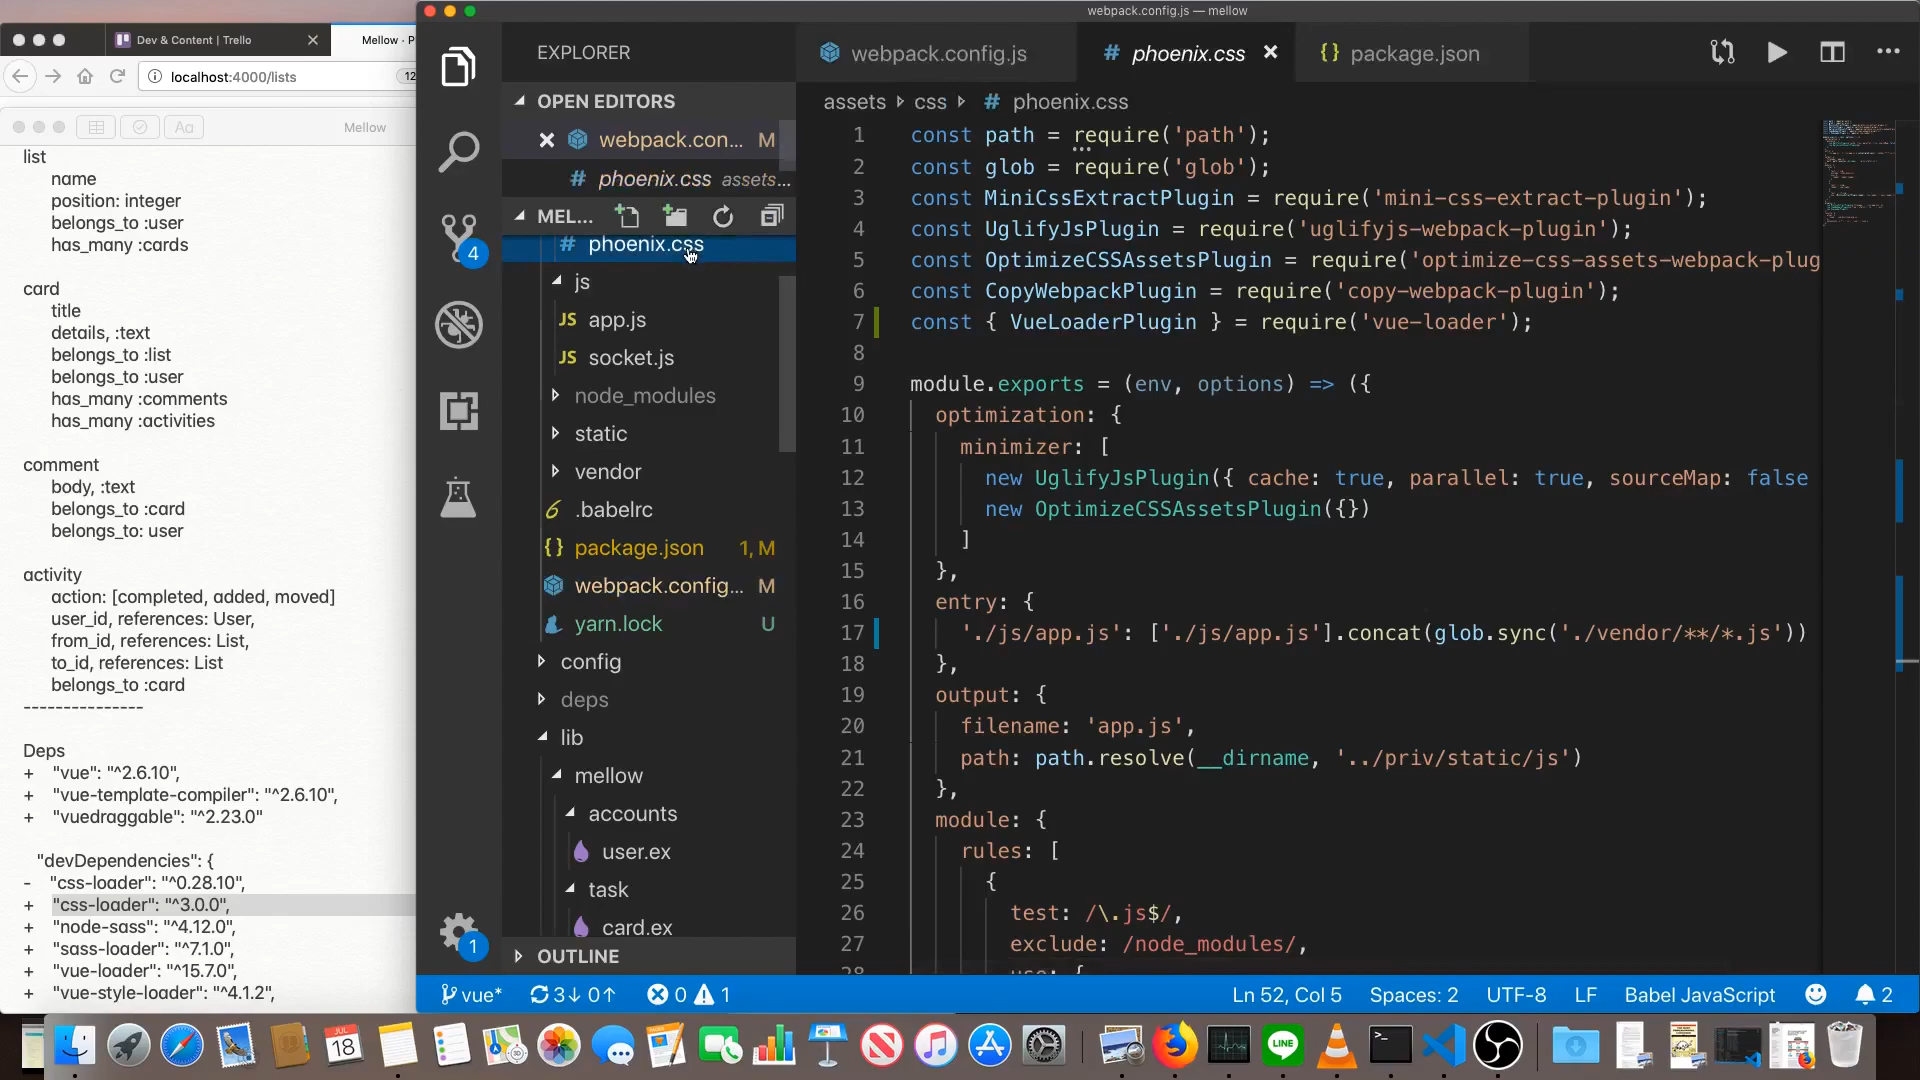 webpack.config.js — mellow
Dev & Content | Trello
Mellow · P
localhost:4000/lists
12
Aa
Mellow
list
name
position: integer
belongs_to :user
has_many :cards
card
title
details, :text
belongs_to :list
belongs_to :user
has_many :comments
has_many :activities
comment
body, :text
belongs_to :card
belongs_to: user
activity
action: [completed, added, moved]
user_id, references: User,
from_id, references: List,
to_id, references: List
belongs_to :card
---------------
Deps
+ "vue": "^2.6.10",
+ "vue-template-compiler": "^2.6.10",
+ "vuedraggable": "^2.23.0"
"devDependencies": {
- "css-loader": "^0.28.10",
+ "css-loader": "^3.0.0",
+ "node-sass": "^4.12.0",
+ "sass-loader": "^7.1.0",
+ "vue-loader": "^15.7.0",
+ "vue-style-loader": "^4.1.2",
4
1
EXPLORER
OPEN EDITORS
webpack.con... M
# phoenix.css assets...
MEL...
# phoenix.css
js
JS app.js
JS socket.js
node_modules
static
vendor
.babelrc
{} package.json 1, M
webpack.config... M
yarn.lock U
config
deps
lib
mellow
accounts
user.ex
task
card.ex
OUTLINE
webpack.config.js
# phoenix.css
{} package.json
assets css # phoenix.css
1 const path = require('path');
2 const glob = require('glob');
3 const MiniCssExtractPlugin = require('mini-css-extract-plugin');
4 const UglifyJsPlugin = require('uglifyjs-webpack-plugin');
5 const OptimizeCSSAssetsPlugin = require('optimize-css-assets-webpack-plug
6 const CopyWebpackPlugin = require('copy-webpack-plugin');
7 const { VueLoaderPlugin } = require('vue-loader');
8
9 module.exports = (env, options) => ({
10 optimization: {
11 minimizer: [
12 new UglifyJsPlugin({ cache: true, parallel: true, sourceMap: false
13 new OptimizeCSSAssetsPlugin({})
14 ]
15 },
16 entry: {
17 './js/app.js': ['./js/app.js'].concat(glob.sync('./vendor/**/*.js'))
18 },
19 output: {
20 filename: 'app.js',
21 path: path.resolve(__dirname, '../priv/static/js')
22 },
23 module: {
24 rules: [
25 {
26 test: /\.js$/,
27 exclude: /node_modules/,
28 use: {
vue* 3↓ 0↑ 0 1
Ln 52, Col 5 Spaces: 2 UTF-8 LF Babel JavaScript 2
JUL
18
LINE